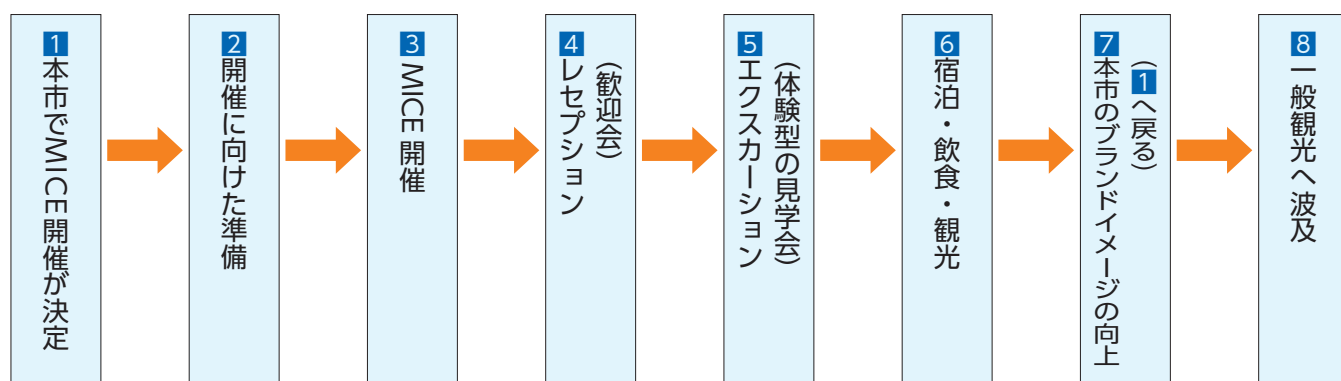 1 本市でMICE開催が決定
2 開催に向けた準備
3 MICE 開催
4 レセプション
(歓迎会)
5 エクスカーション
(体験型の見学会)
6 宿泊・飲食・観光
7 本市のブランドイメージの向上
(1へ戻る)
8 一般観光へ波及